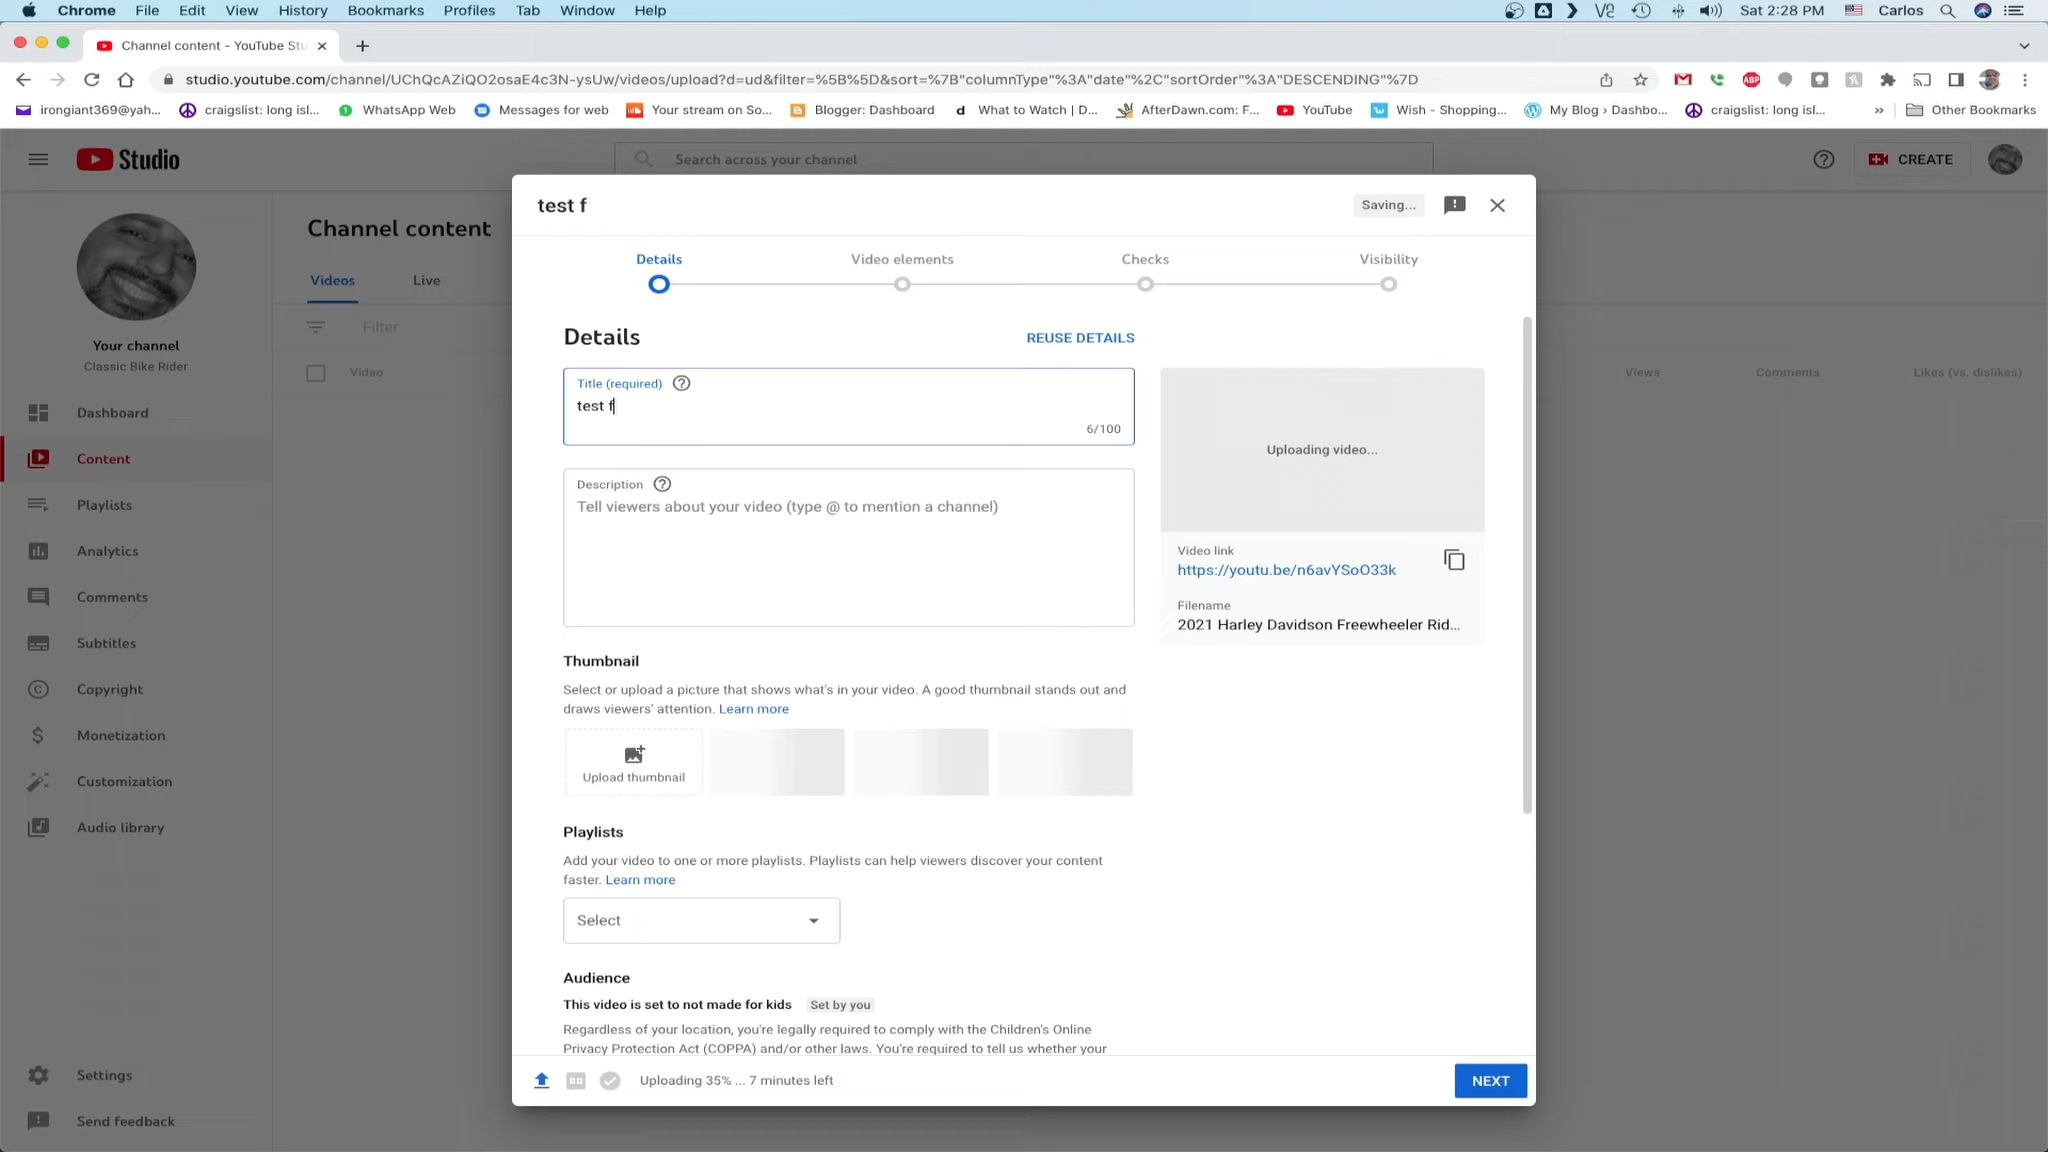 Chrome File Edit View History Bookmarks Profiles Tab Window Help Sat 2:28 PM Carlos
Channel content - YouTube Stu
studio.youtube.com/channel/UChQcAZiQO2osaE4c3N-ysUw/videos/upload?d=ud&filter=%5B%5D&sort=%7B"columnType"%3A"date"%2C"sortOrder"%3A"DESCENDING"%7D
irongiant369@yah... craigslist: long isl... WhatsApp Web Messages for web Your stream on So... Blogger: Dashboard What to Watch | D... AfterDawn.com: F... YouTube Wish - Shopping... My Blog › Dashbo... craigslist: long isl... » Other Bookmarks
Studio
Search across your channel
CREATE
Your channel
Classic Bike Rider
Dashboard
Content
Playlists
Analytics
Comments
Subtitles
Copyright
Monetization
Customization
Audio library
Settings
Send feedback
Channel content
Videos Live
Filter
Video
Views Comments Likes (vs. dislikes)
test f
Saving...
Details Video elements Checks Visibility
Details
REUSE DETAILS
Title (required)
test f
6/100
Description
Tell viewers about your video (type @ to mention a channel)
Uploading video...
Video link
https://youtu.be/n6avYSoO33k
Filename
2021 Harley Davidson Freewheeler Rid...
Thumbnail
Select or upload a picture that shows what's in your video. A good thumbnail stands out and
draws viewers' attention. Learn more
Upload thumbnail
Playlists
Add your video to one or more playlists. Playlists can help viewers discover your content
faster. Learn more
Select
Audience
This video is set to not made for kids Set by you
Regardless of your location, you're legally required to comply with the Children's Online
Privacy Protection Act (COPPA) and/or other laws. You're required to tell us whether your
Uploading 35% ... 7 minutes left
NEXT